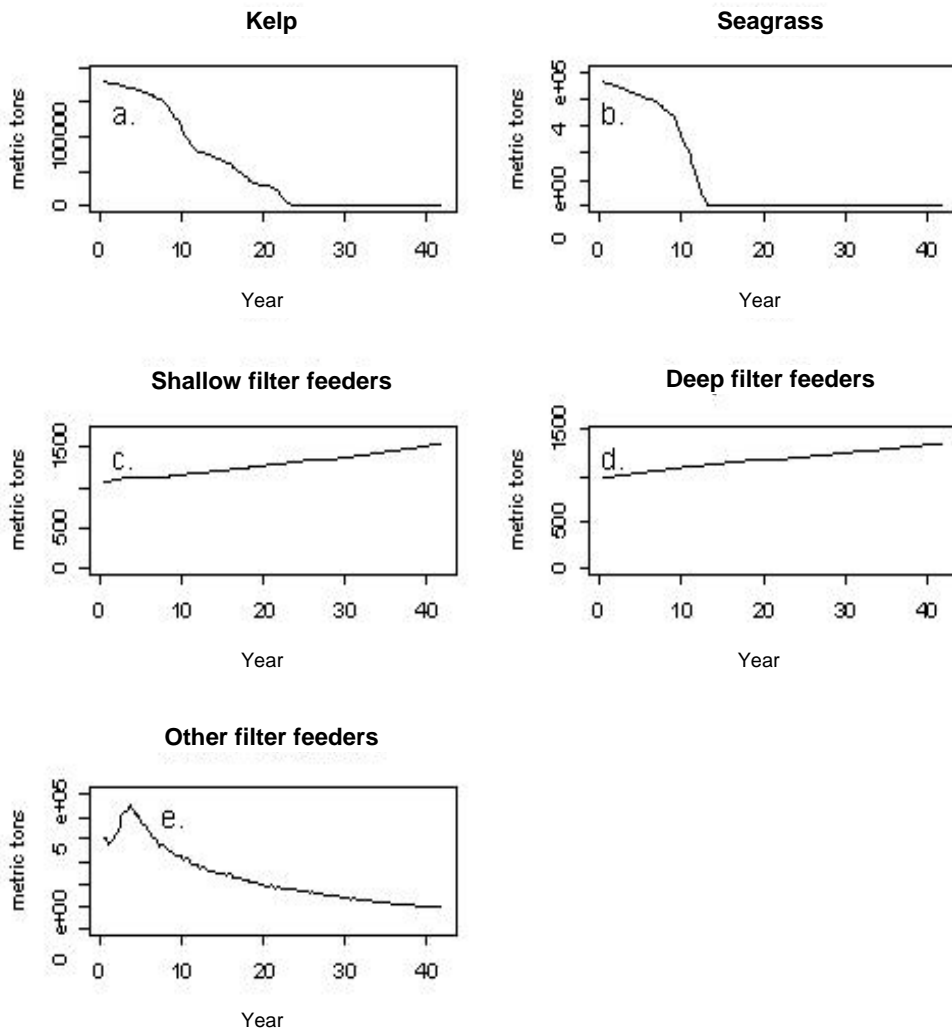 Kelp
metric tons
0
100000
a.
0 10 20 30 40
Year
Seagrass
metric tons
0 e+00 4 e+05
b.
0 10 20 30 40
Year
Shallow filter feeders
metric tons
0 500 1500
c.
0 10 20 30 40
Year
Deep filter feeders
metric tons
0 500 1500
d.
0 10 20 30 40
Year
Other filter feeders
metric tons
0 e+00 5 e+05
e.
0 10 20 30 40
Year